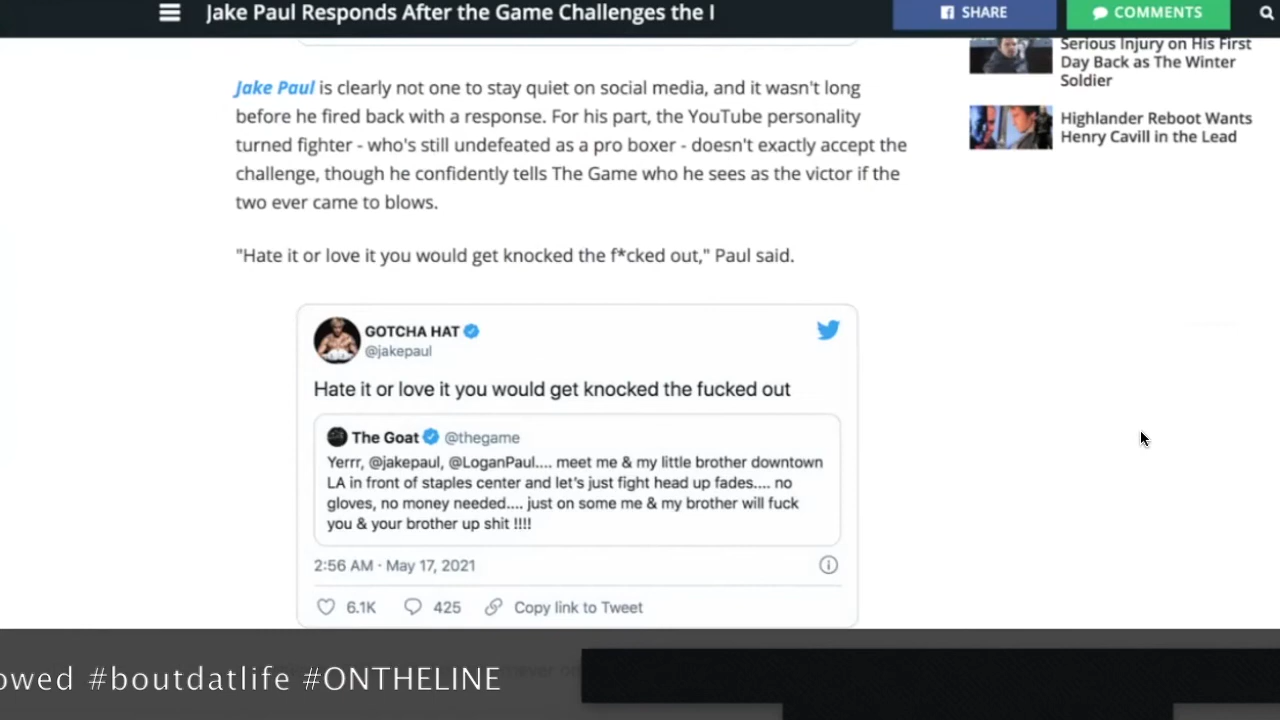 Jake Paul Responds After the Game Challenges the I
SHARE
COMMENTS
Serious Injury on His First
Day Back as The Winter
Soldier
Highlander Reboot Wants
Henry Cavill in the Lead
Jake Paul is clearly not one to stay quiet on social media, and it wasn't long
before he fired back with a response. For his part, the YouTube personality
turned fighter - who's still undefeated as a pro boxer - doesn't exactly accept the
challenge, though he confidently tells The Game who he sees as the victor if the
two ever came to blows.
"Hate it or love it you would get knocked the f*cked out," Paul said.
GOTCHA HAT
@jakepaul
Hate it or love it you would get knocked the fucked out
The Goat @thegame
Yerrr, @jakepaul, @LoganPaul.... meet me & my little brother downtown
LA in front of staples center and let's just fight head up fades.... no
gloves, no money needed.... just on some me & my brother will fuck
you & your brother up shit !!!!
2:56 AM · May 17, 2021
6.1K 425 Copy link to Tweet
owed #boutdatlife #ONTHELINE